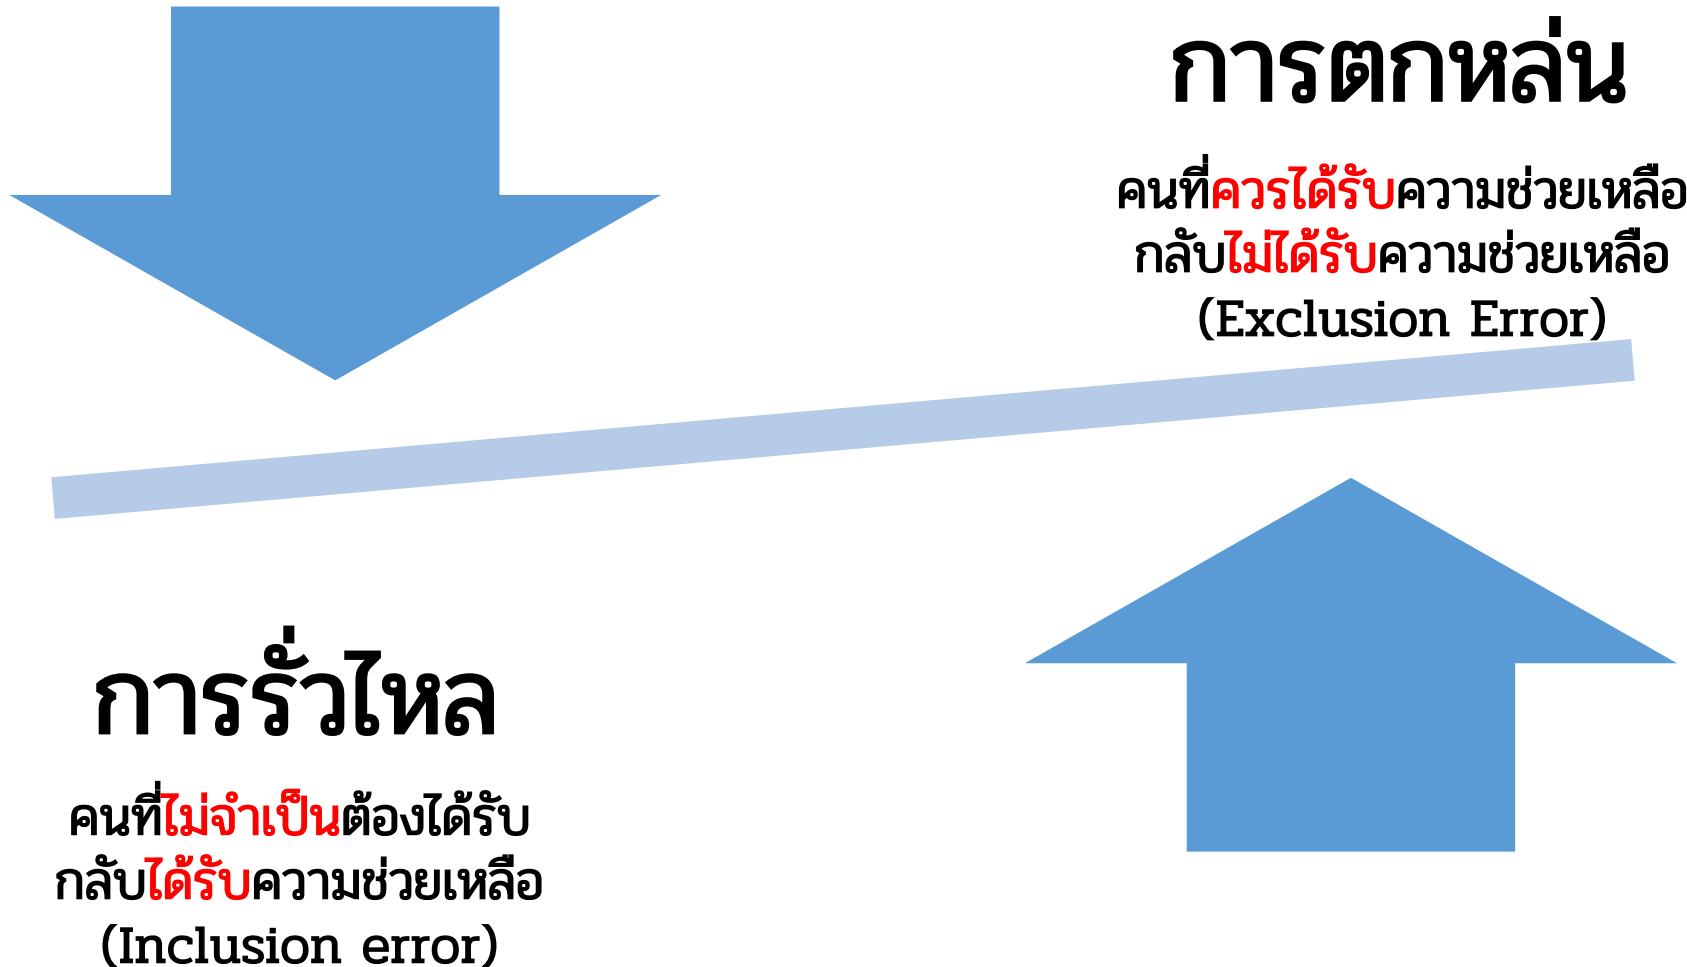 การตกหล่น
คนที่ควรได้รับความช่วยเหลือ
กลับไม่ได้รับความช่วยเหลือ
(Exclusion Error)
การรั่วไหล
คนที่ไม่จำเป็นต้องได้รับ
กลับได้รับความช่วยเหลือ
(Inclusion error)